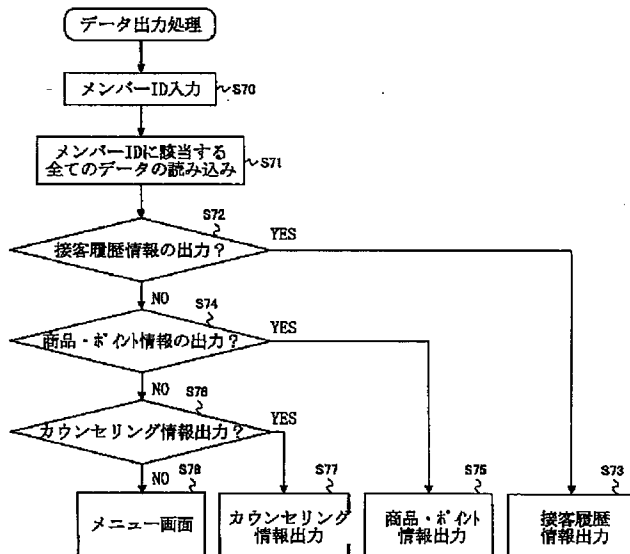 データ出力処理
メンバーID入力
S70
メンバーIDに該当する
全てのデータの読み込み
S71
S72
接客履歴情報の出力?
YES
NO
S74
商品・ポイント情報の出力?
YES
NO
S76
カウンセリング情報出力?
YES
NO
S78
メニュー画面
S77
カウンセリング
情報出力
S75
商品・ポイント
情報出力
S73
接客履歴
情報出力